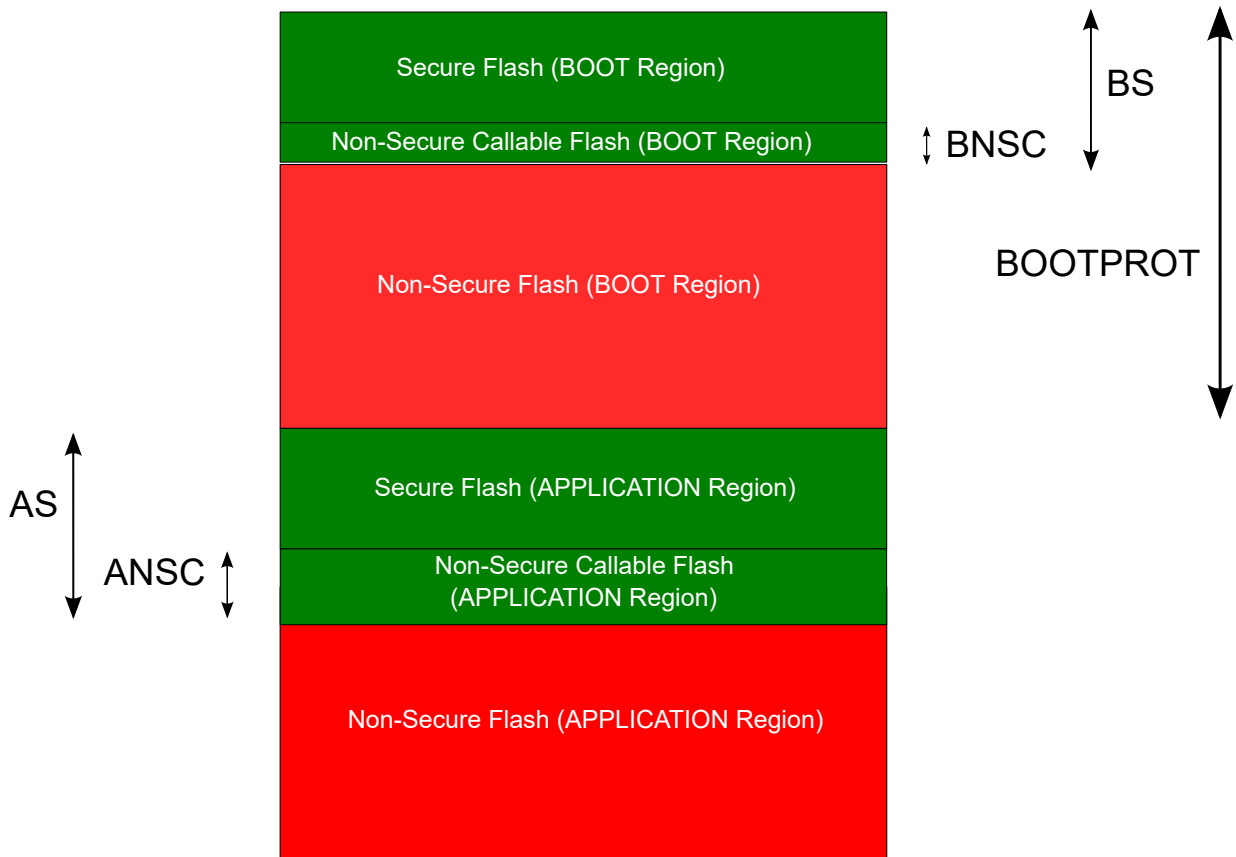 Secure Flash (BOOT Region)
BS
Non-Secure Callable Flash (BOOT Region)
BNSC
BOOTPROT
Non-Secure Flash (BOOT Region)
Secure Flash (APPLICATION Region)
AS
ANSC
Non-Secure Callable Flash
(APPLICATION Region)
Non-Secure Flash (APPLICATION Region)